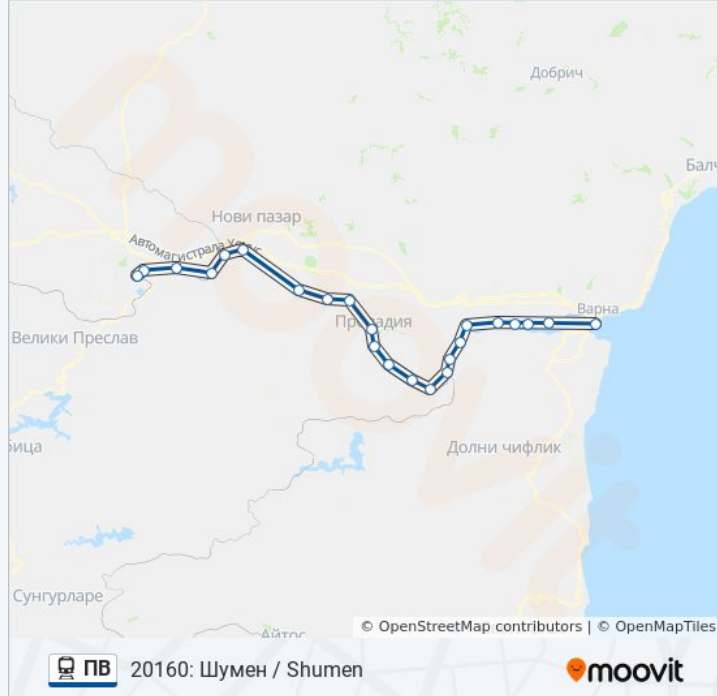 Добрич
Балч
Нови пазар
Автомагистрала Хе
Варна
Провадия
Велики Преслав
бица
Долни чифлик
Сунгурларе
Айтос
© OpenStreetMap contributors | © OpenMapTiles
ПВ 20160: Шумен / Shumen
moovit